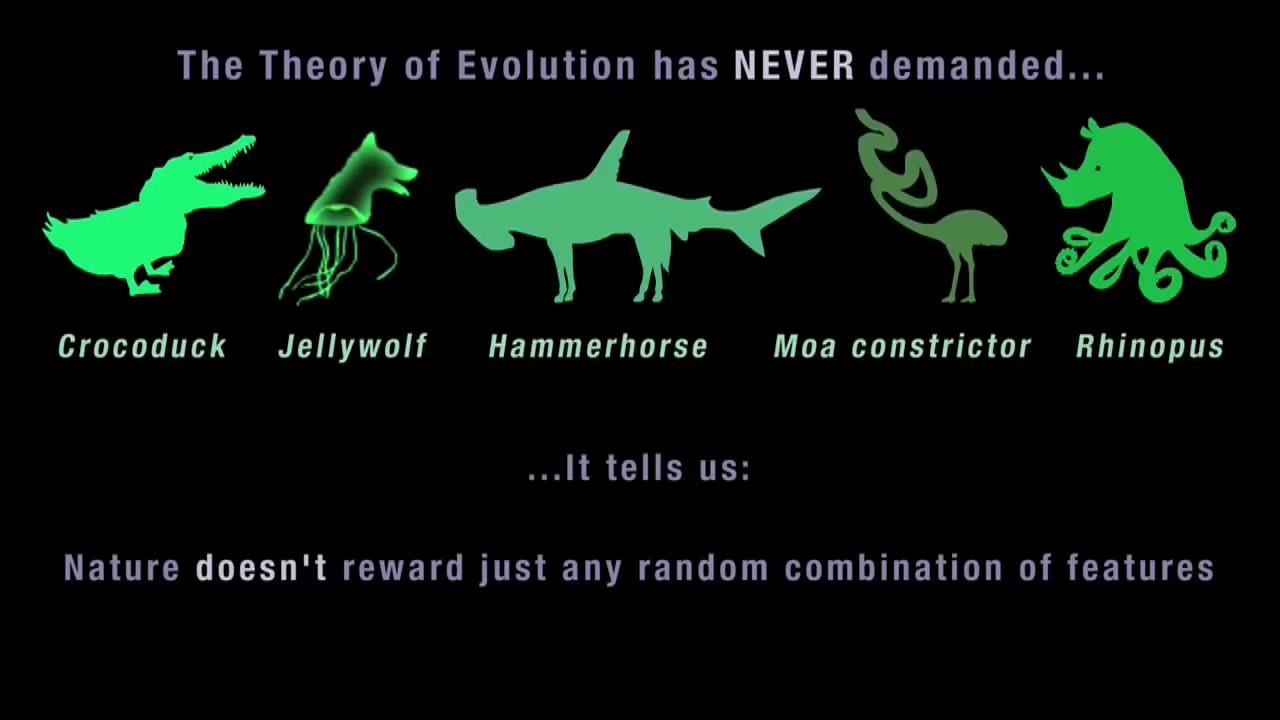 The Theory of Evolution has NEVER demanded...
Crocoduck Jellywolf Hammerhorse Moa constrictor Rhinopus
...It tells us:
Nature doesn't reward just any random combination of features